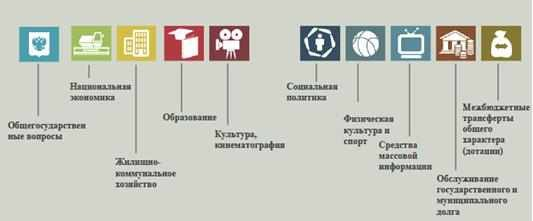 Общегосударствен
ные вопросы
Национальная
экономика
Жилищно-
коммунальное
хозяйство
Образование
Культура,
кинематография
Социальная
политика
Физическая
культура и
спорт
Средства
массовой
информации
Обслуживание
государственного и
муниципального
долга
Межбюджетные
трансферты
общего
характера
(дотации)